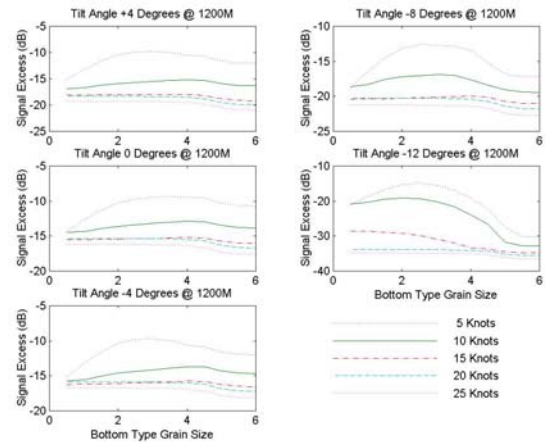 Tilt Angle +4 Degrees @ 1200M
Signal Excess (dB)
-5
-10
-15
-20
-25
0
2
4
6
Tilt Angle 0 Degrees @ 1200M
Signal Excess (dB)
-5
-10
-15
-20
0
2
4
6
Tilt Angle -4 Degrees @ 1200M
Signal Excess (dB)
-5
-10
-15
-20
0
2
4
6
Bottom Type Grain Size
Tilt Angle -8 Degrees @ 1200M
Signal Excess (dB)
-10
-15
-20
-25
0
2
4
6
Tilt Angle -12 Degrees @ 1200M
Signal Excess (dB)
-10
-20
-30
-40
0
2
4
6
Bottom Type Grain Size
5 Knots
10 Knots
15 Knots
20 Knots
25 Knots